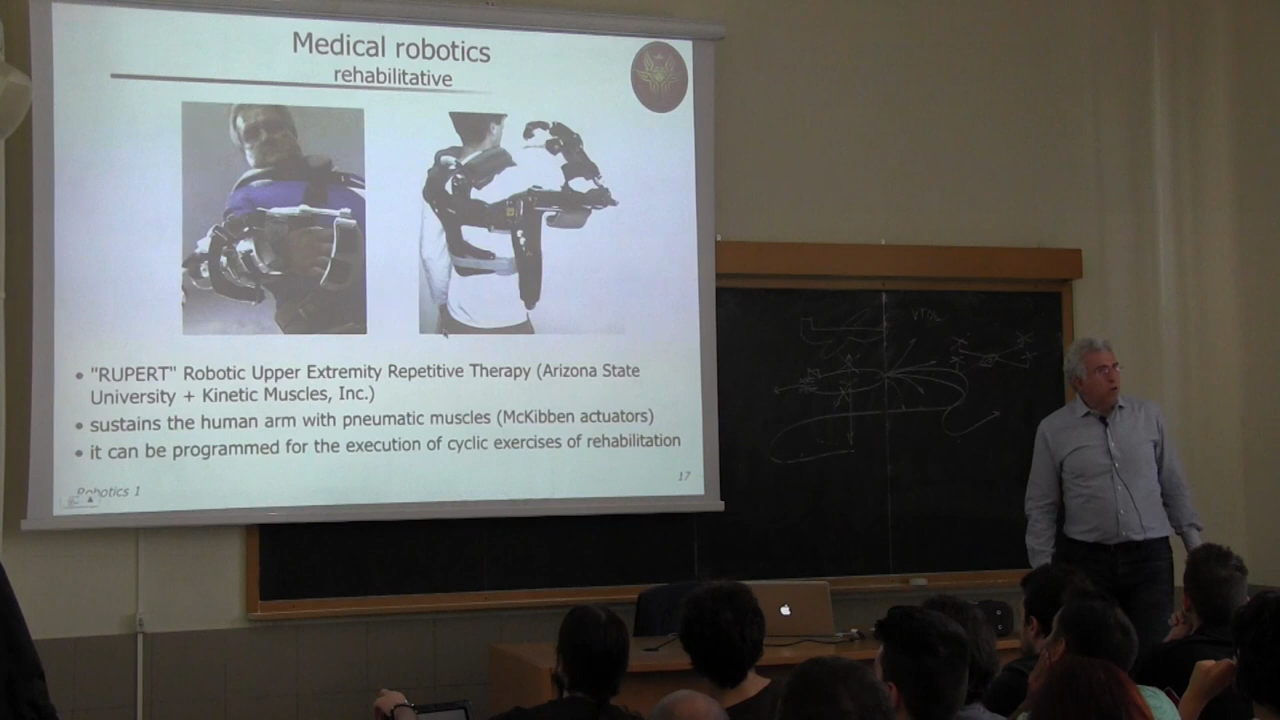 Medical robotics
rehabilitative
• "RUPERT" Robotic Upper Extremity Repetitive Therapy (Arizona State
University + Kinetic Muscles, Inc.)
• sustains the human arm with pneumatic muscles (McKibben actuators)
• it can be programmed for the execution of cyclic exercises of rehabilitation
Robotics 1
17
VTOL